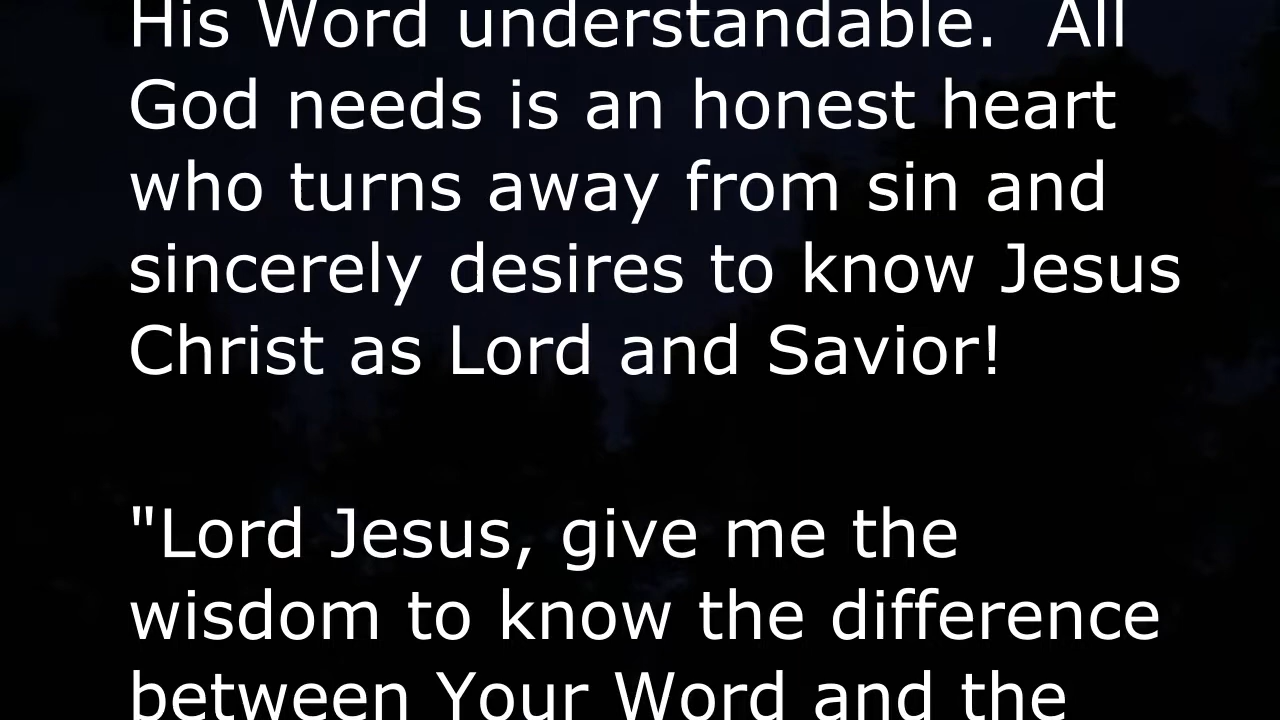 His Word understandable.  All
God needs is an honest heart
who turns away from sin and
sincerely desires to know Jesus
Christ as Lord and Savior!
"Lord Jesus, give me the
wisdom to know the difference
between Your Word and the